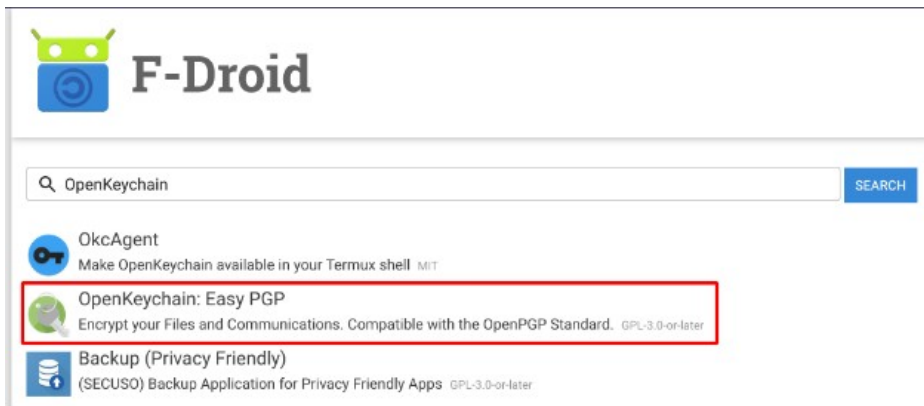 F-Droid
OpenKeychain
SEARCH
OkcAgent
Make OpenKeychain available in your Termux shell MIT
OpenKeychain: Easy PGP
Encrypt your Files and Communications. Compatible with the OpenPGP Standard. GPL-3.0-or-later
Backup (Privacy Friendly)
(SECUSO) Backup Application for Privacy Friendly Apps GPL-3.0-or-later